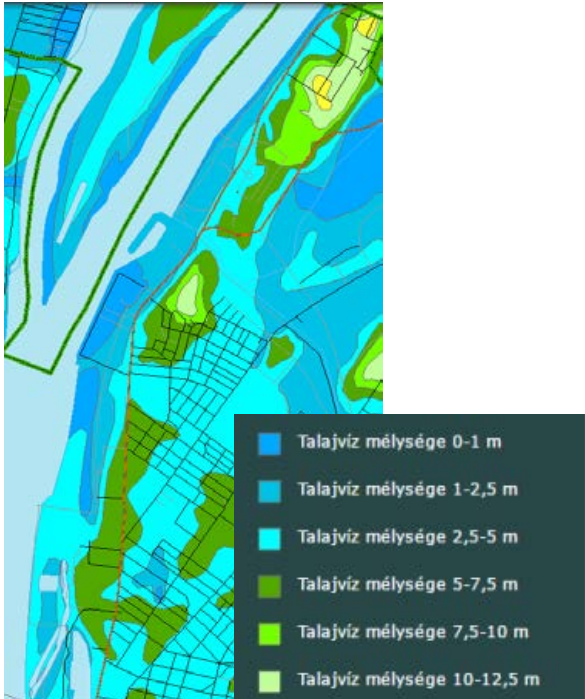 Talajvíz mélysége 0-1 m
Talajvíz mélysége 1-2,5 m
Talajvíz mélysége 2,5-5 m
Talajvíz mélysége 5-7,5 m
Talajvíz mélysége 7,5-10 m
Talajvíz mélysége 10-12,5 m